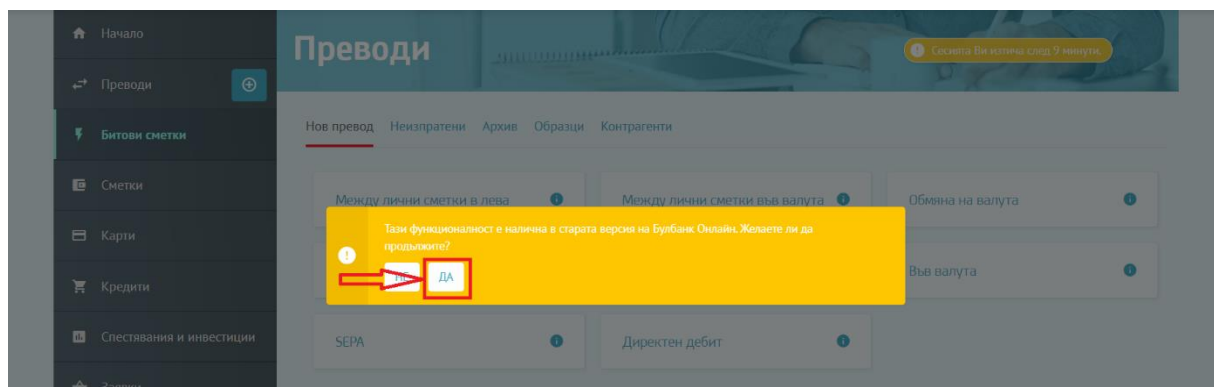 Начало
Преводи
Битови сметки
Сметки
Карти
Кредити
Спестявания и инвестиции
Заявки
Преводи
Сесията Ви изтича след 9 минути.
Нов превод Неизпратени Архив Образци Контрагенти
Между лични сметки в лева
Между лични сметки във валута
Обмяна на валута
Тази функционалност е налична в старата версия на Булбанк Онлайн. Желаете ли да
продължите?
НЕ ДА
Във валута
SEPA
Директен дебит